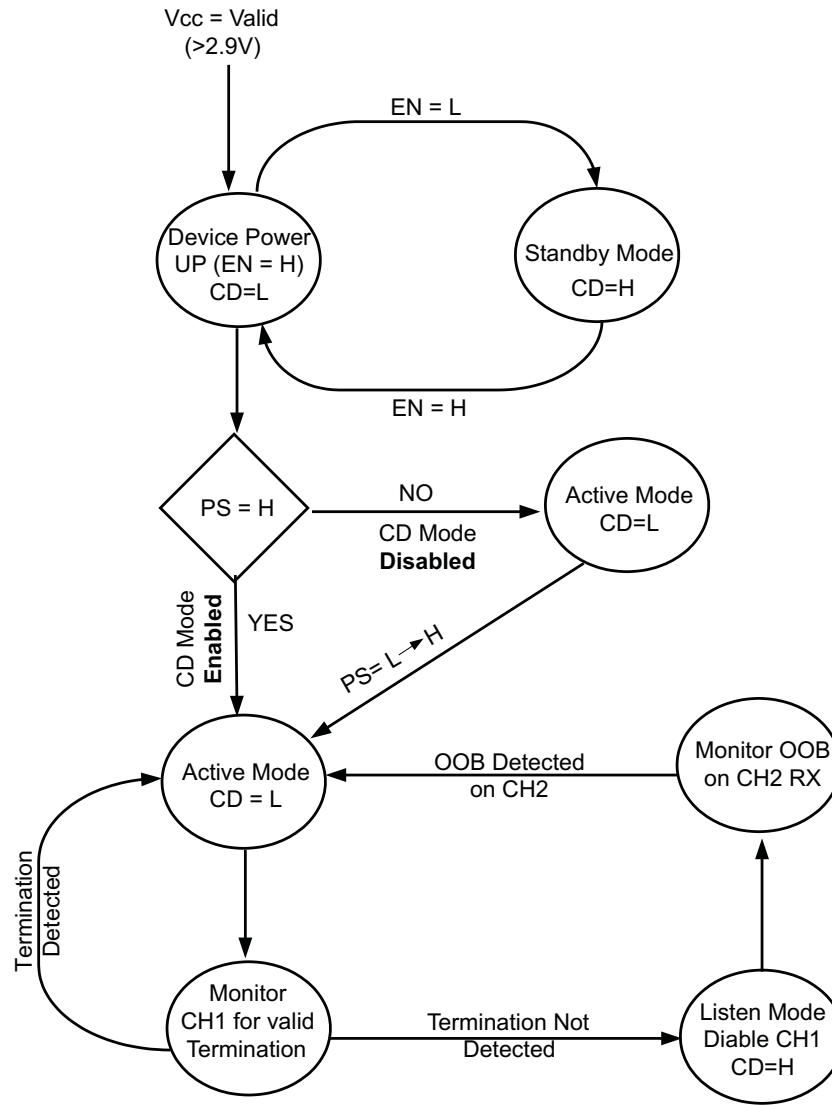 Vcc = Valid
(>2.9V)
EN = L
Device Power
UP (EN = H)
CD=L
Standby Mode
CD=H
EN = H
PS = H
NO
CD Mode
Disabled
Active Mode
CD=L
CD Mode
Enabled
YES
PS= L → H
Active Mode
CD = L
OOB Detected
on CH2
Monitor OOB
on CH2 RX
Termination
Detected
Monitor
CH1 for valid
Termination
Termination Not
Detected
Listen Mode
Diable CH1
CD=H